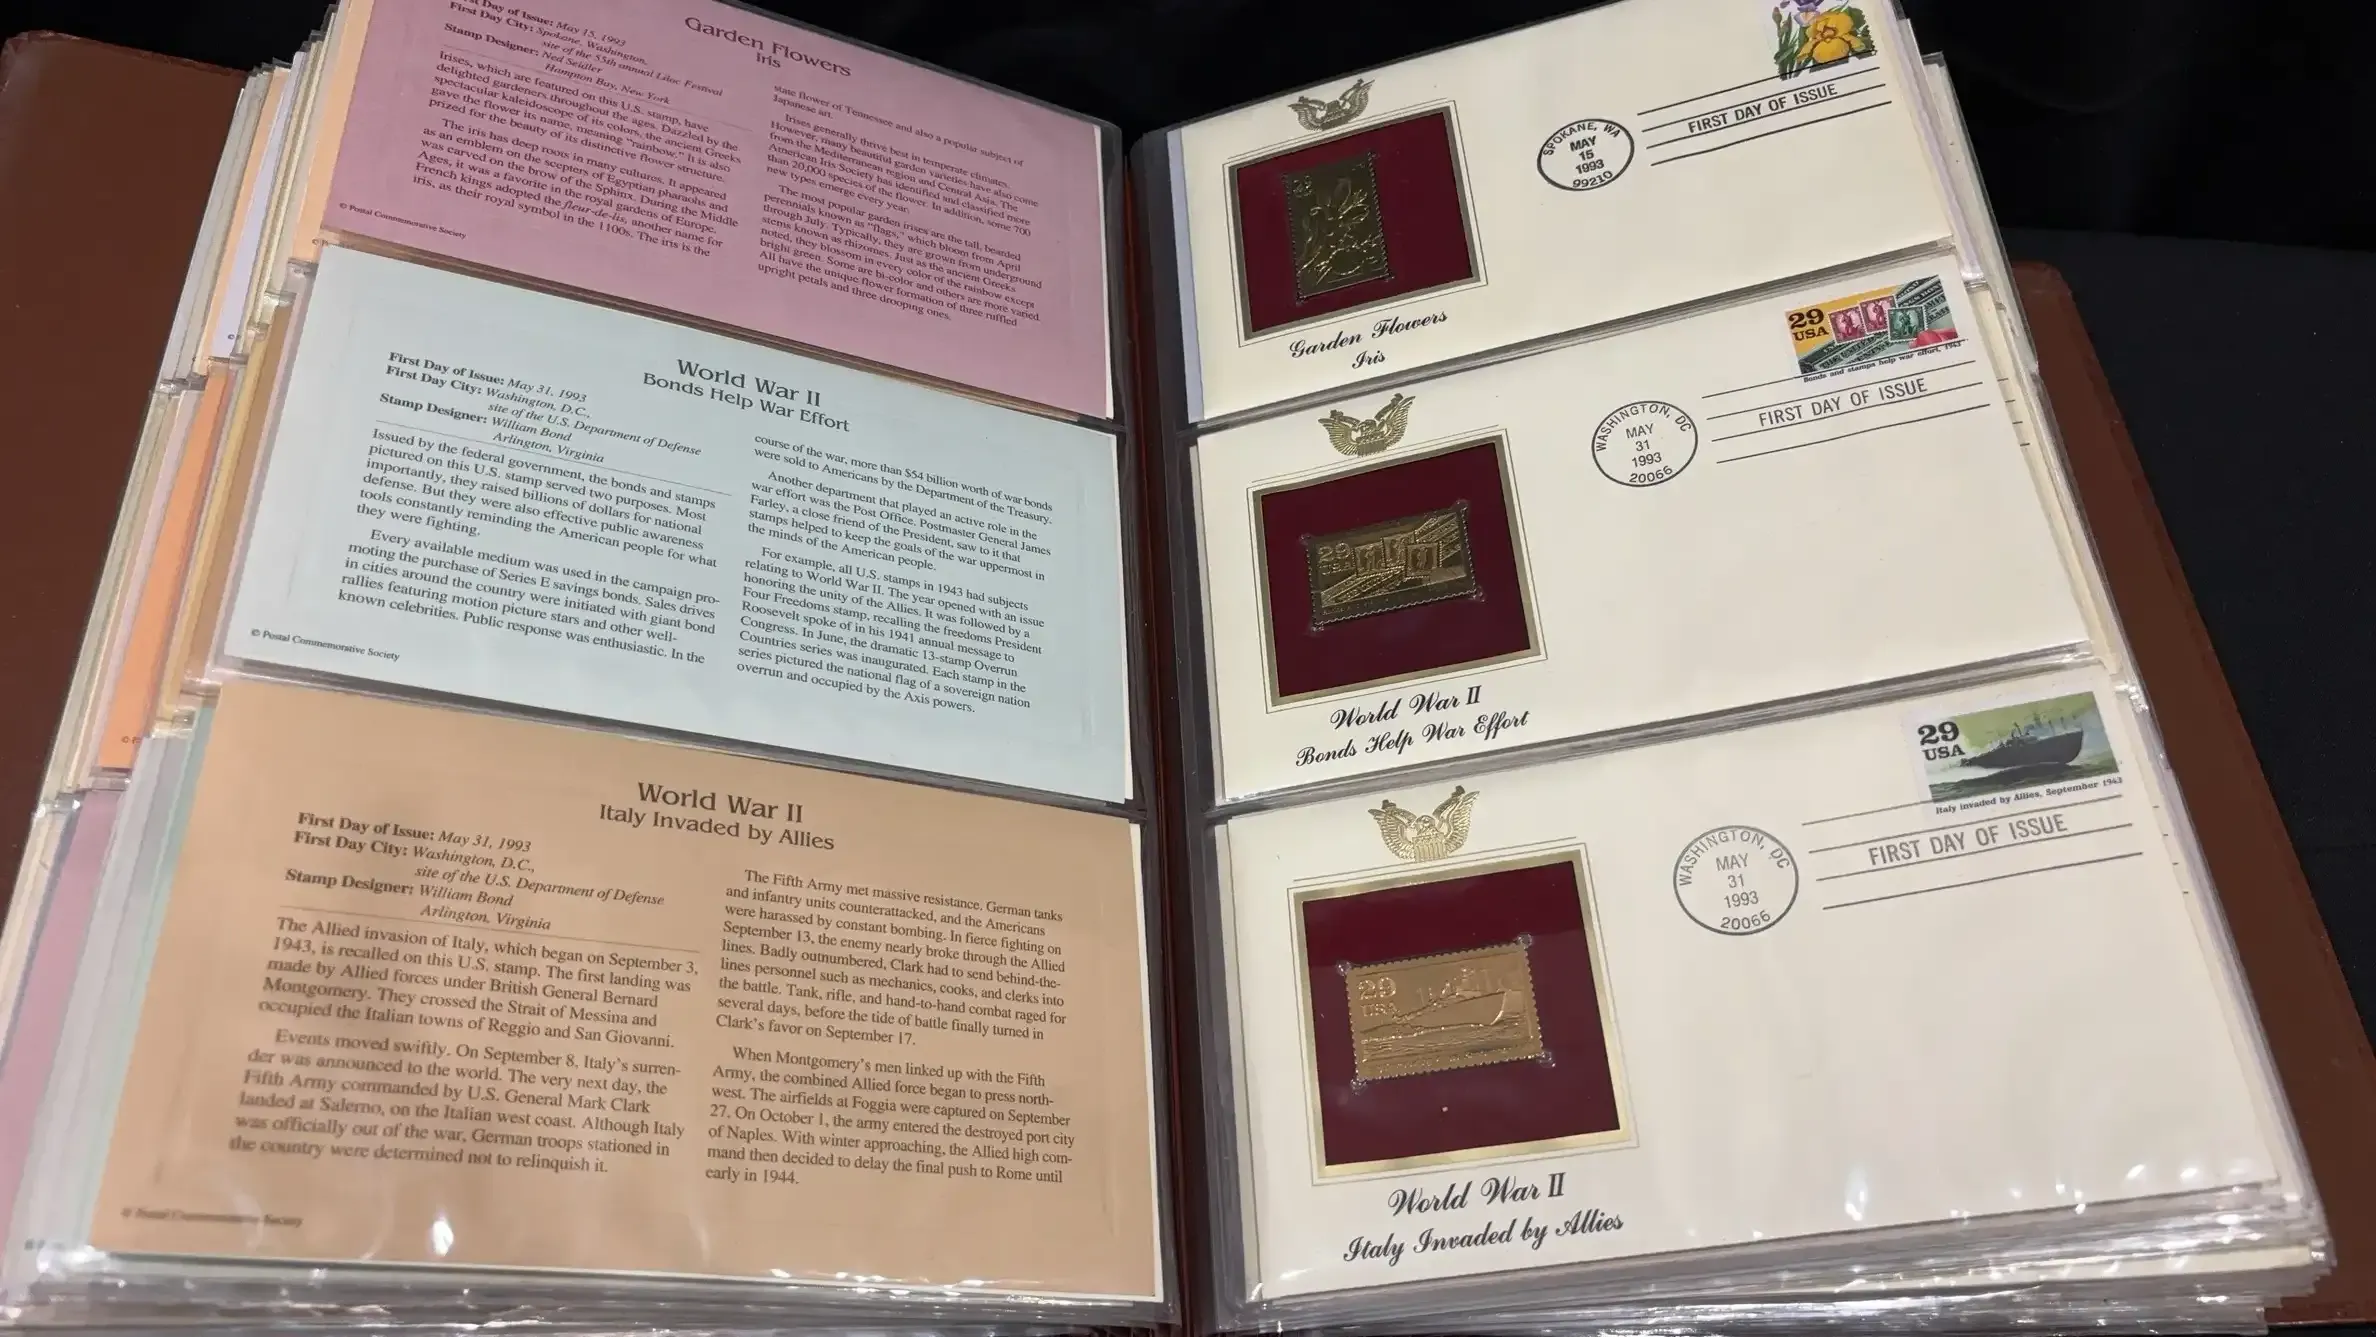 Garden Flowers
Iris
First Day of Issue: May 15, 1993
First Day City: Spokane, Washington,
site of the 55th annual Lilac Festival
Stamp Designer: Ned Seidler
Hampton Bay, New York
Irises, which are featured on this U.S. stamp, have
delighted gardeners throughout the ages. Dazzled by the
spectacular kaleidoscope of its colors, the ancient Greeks
gave the flower its name, meaning "rainbow." It is also
prized for the beauty of its distinctive flower structure.
The iris has deep roots in many cultures. It appeared
as an emblem on the scepters of Egyptian pharaohs and
was carved on the brow of the Sphinx. During the Middle
Ages, it was a favorite in the royal gardens of Europe.
French kings adopted the fleur-de-lis, another name for
iris, as their royal symbol in the 1100s. The iris is the
state flower of Tennessee and also a popular subject of
Japanese art.
Irises generally thrive best in temperate climates.
However, many beautiful garden varieties have also come
from the Mediterranean region and Central Asia. The
American Iris Society has identified and classified more
than 20,000 species of the flower. In addition, some 700
new types emerge every year.
The most popular garden irises are the tall, bearded
perennials known as "flags," which bloom from April
through July. Typically, they are grown from underground
stems known as rhizomes. Just as the ancient Greeks
noted, they blossom in every color of the rainbow except
bright green. Some are bi-color and others are more varied.
All have the unique flower formation of three ruffled
upright petals and three drooping ones.
© Postal Commemorative Society
World War II
Bonds Help War Effort
First Day of Issue: May 31, 1993
First Day City: Washington, D.C.,
site of the U.S. Department of Defense
Stamp Designer: William Bond
Arlington, Virginia
Issued by the federal government, the bonds and stamps
pictured on this U.S. stamp served two purposes. Most
importantly, they raised billions of dollars for national
defense. But they were also effective public awareness
tools constantly reminding the American people for what
they were fighting.
Every available medium was used in the campaign pro-
moting the purchase of Series E savings bonds. Sales drives
in cities around the country were initiated with giant bond
rallies featuring motion picture stars and other well-
known celebrities. Public response was enthusiastic. In the
course of the war, more than $54 billion worth of war bonds
were sold to Americans by the Department of the Treasury.
Another department that played an active role in the
war effort was the Post Office. Postmaster General James
Farley, a close friend of the President, saw to it that
stamps helped to keep the goals of the war uppermost in
the minds of the American people.
For example, all U.S. stamps in 1943 had subjects
relating to World War II. The year opened with an issue
honoring the unity of the Allies. It was followed by a
Four Freedoms stamp, recalling the freedoms President
Roosevelt spoke of in his 1941 annual message to
Congress. In June, the dramatic 13-stamp Overrun
Countries series was inaugurated. Each stamp in the
series pictured the national flag of a sovereign nation
overrun and occupied by the Axis powers.
© Postal Commemorative Society
World War II
Italy Invaded by Allies
First Day of Issue: May 31, 1993
First Day City: Washington, D.C.,
site of the U.S. Department of Defense
Stamp Designer: William Bond
Arlington, Virginia
The Allied invasion of Italy, which began on September 3,
1943, is recalled on this U.S. stamp. The first landing was
made by Allied forces under British General Bernard
Montgomery. They crossed the Strait of Messina and
occupied the Italian towns of Reggio and San Giovanni.
Events moved swiftly. On September 8, Italy's surren-
der was announced to the world. The very next day, the
Fifth Army commanded by U.S. General Mark Clark
landed at Salerno, on the Italian west coast. Although Italy
was officially out of the war, German troops stationed in
the country were determined not to relinquish it.
The Fifth Army met massive resistance. German tanks
and infantry units counterattacked, and the Americans
were harassed by constant bombing. In fierce fighting on
September 13, the enemy nearly broke through the Allied
lines. Badly outnumbered, Clark had to send behind-the-
lines personnel such as mechanics, cooks, and clerks into
the battle. Tank, rifle, and hand-to-hand combat raged for
several days, before the tide of battle finally turned in
Clark's favor on September 17.
When Montgomery's men linked up with the Fifth
Army, the combined Allied force began to press north-
west. The airfields at Foggia were captured on September
27. On October 1, the army entered the destroyed port city
of Naples. With winter approaching, the Allied high com-
mand then decided to delay the final push to Rome until
early in 1944.
© Postal Commemorative Society
SPOKANE, WA
MAY
15
1993
99210
FIRST DAY OF ISSUE
29
Garden Flowers
Iris
29
USA
Bonds and stamps help war effort, 1943
WASHINGTON, DC
MAY
31
1993
20066
FIRST DAY OF ISSUE
29
USA
World War II
Bonds Help War Effort
29
USA
Italy invaded by Allies, September 1943
WASHINGTON, DC
MAY
31
1993
20066
FIRST DAY OF ISSUE
29
USA
World War II
Italy Invaded by Allies